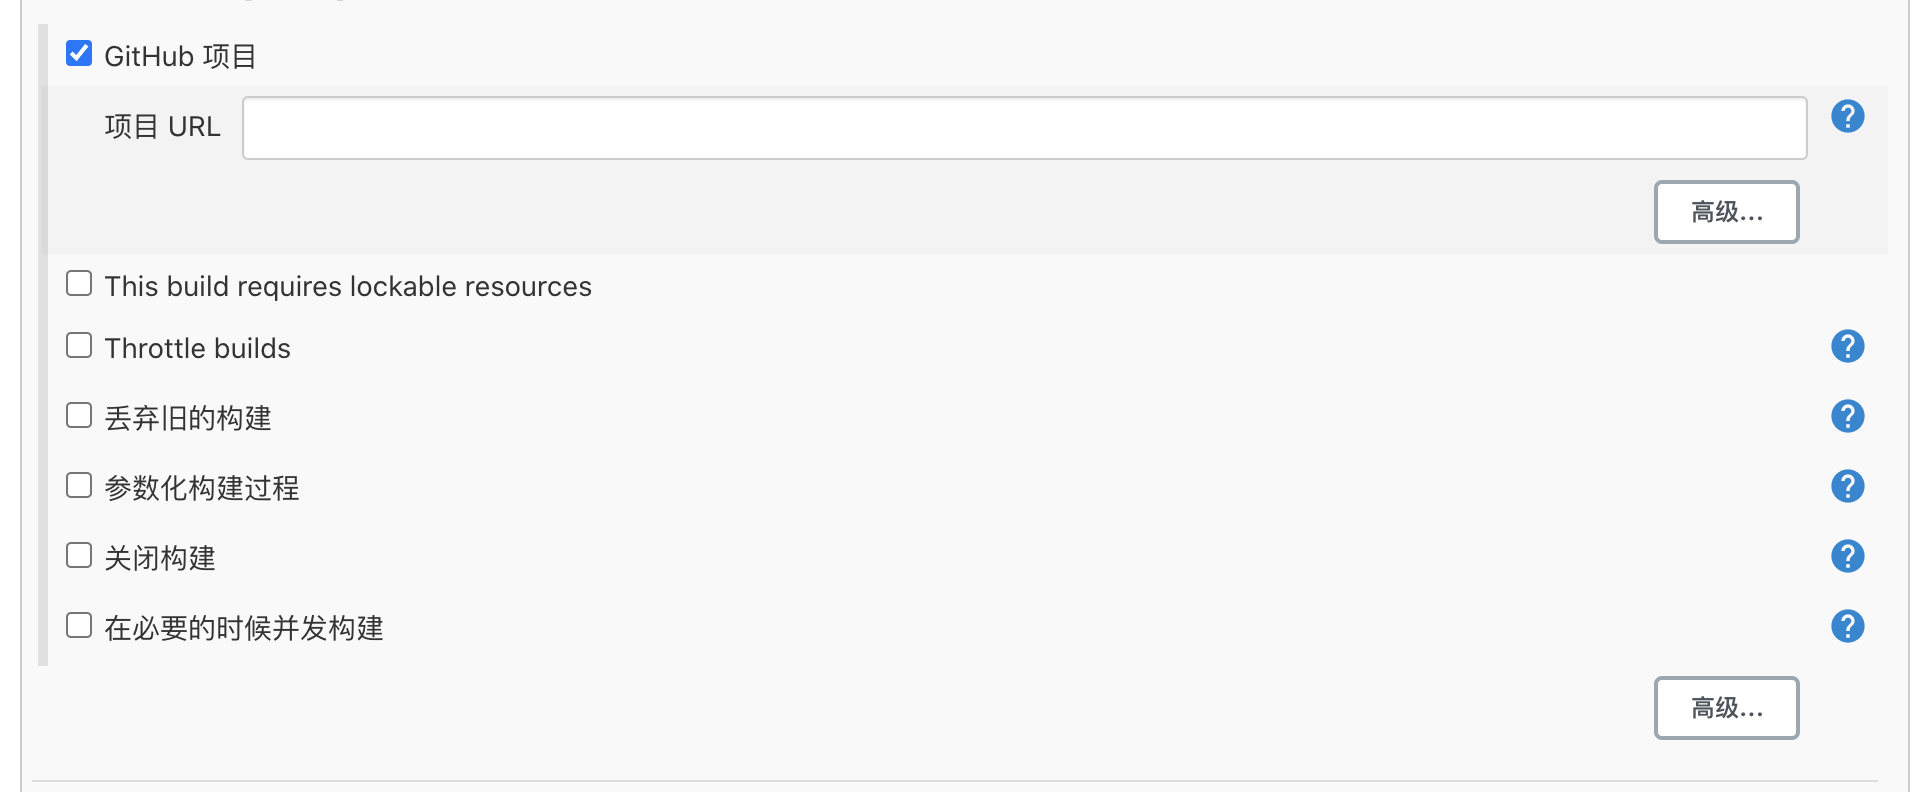 GitHub 项目
项目 URL
高级...
This build requires lockable resources
Throttle builds
丢弃旧的构建
参数化构建过程
关闭构建
在必要的时候并发构建
高级...